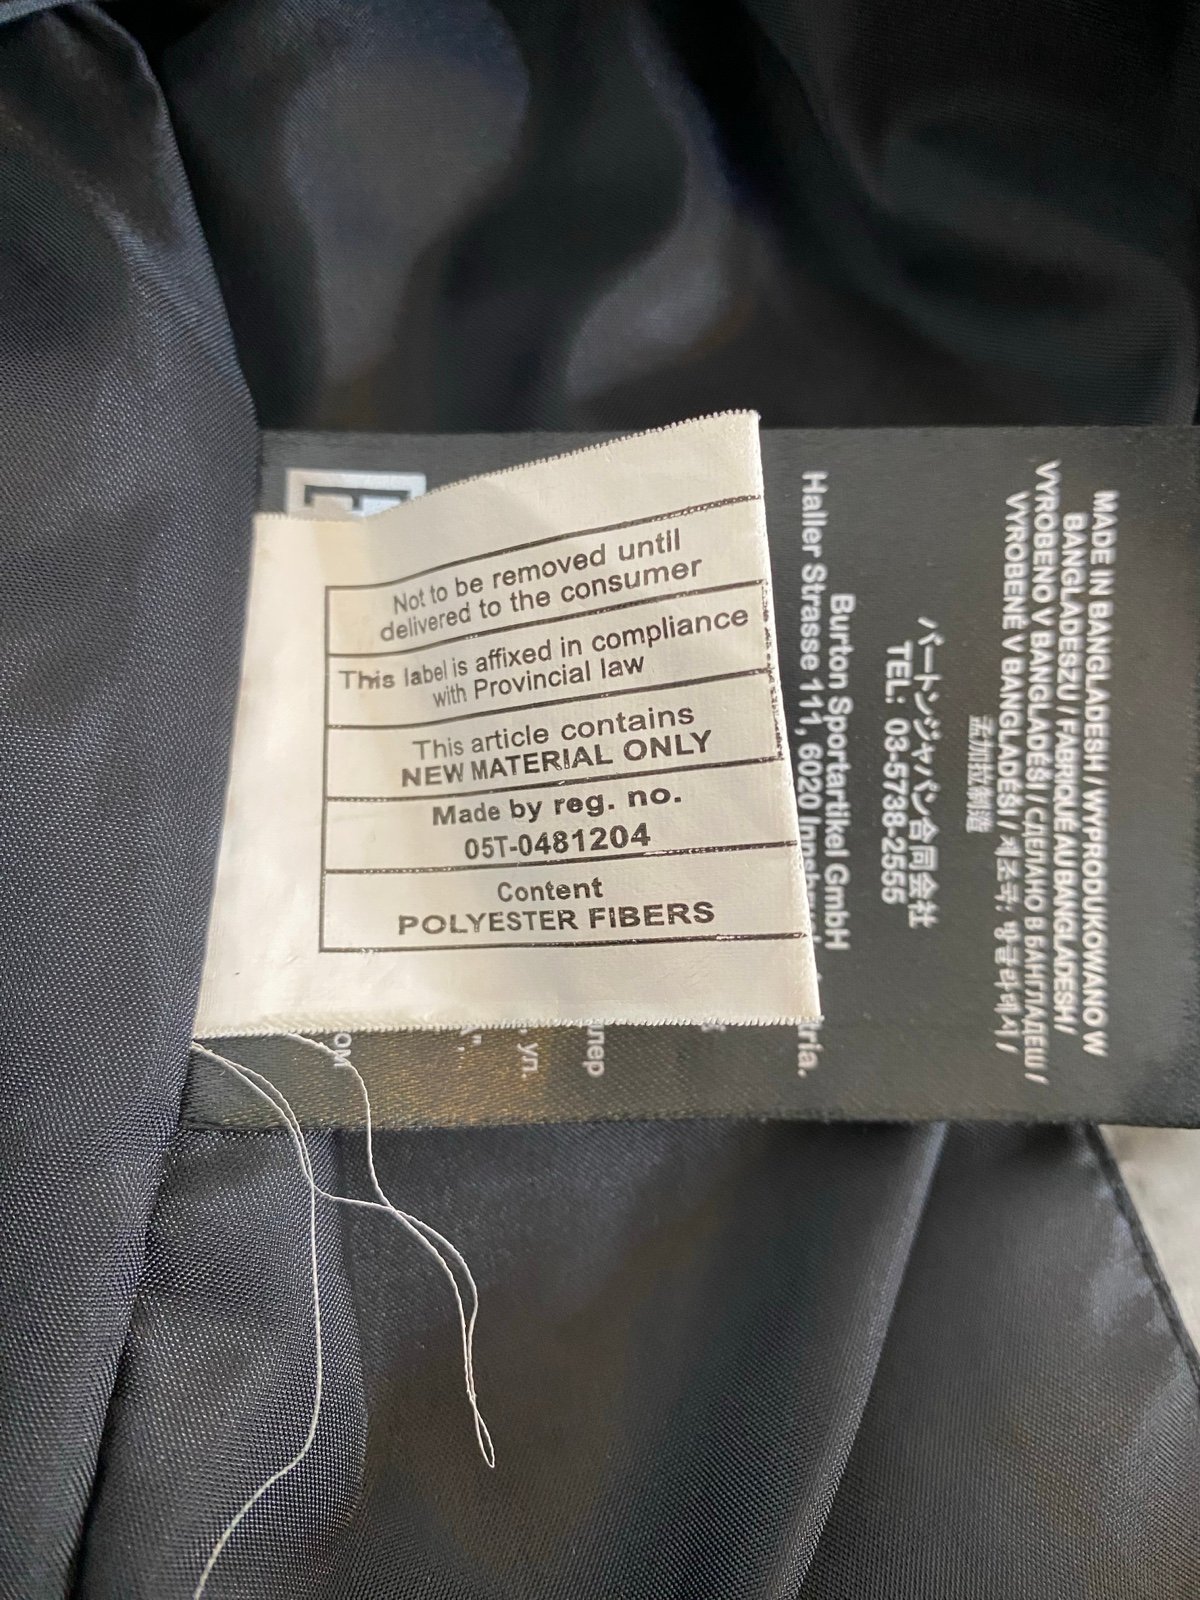 Not to be removed until
delivered to the consumer
This label is affixed in compliance
with Provincial law
This article contains
NEW MATERIAL ONLY
Made by reg. no.
05T-0481204
Content
POLYESTER FIBERS
MADE IN BANGLADESH / WYPRODUKOWANO W
BANGLADESZU / FABRIQUÉ AU BANGLADESH /
VYROBENO V BANGLADÉŠI / СДЕЛАНО В БАНГЛАДЕШ /
VYROBENÉ V BANGLADÉŠI / 제조국: 방글라데시 /
孟加拉制造
バートンジャパン合同会社
TEL: 03-5738-2555
Burton Sportartikel GmbH
Haller Strasse 111, 6020
ул.